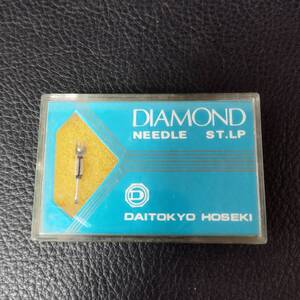 DIAMOND
NEEDLE ST.LP
D
DAITOKYO HOSEKI